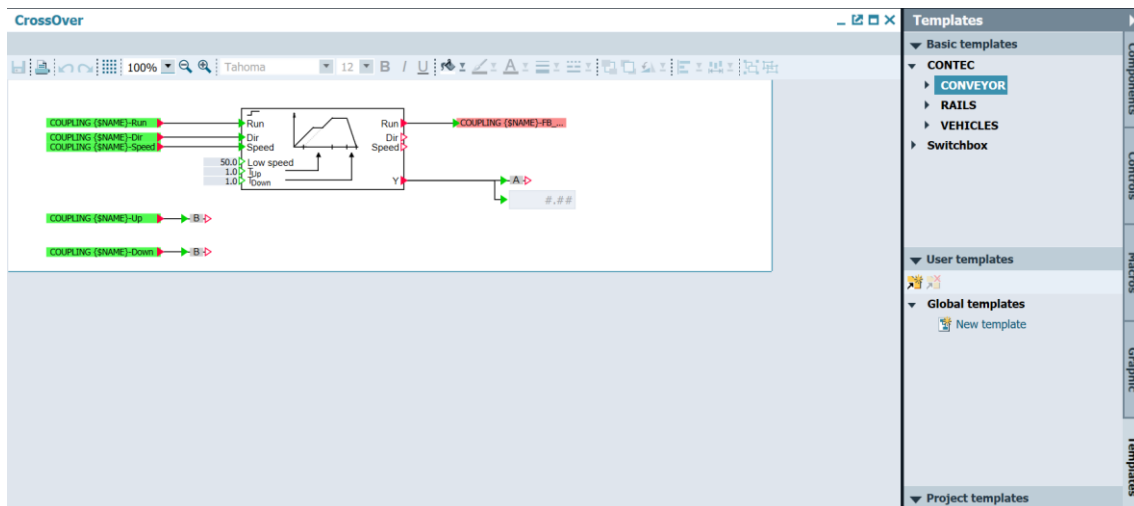 CrossOver
100%
Tahoma
12
B I U A
COUPLING {$NAME}-Run
COUPLING {$NAME}-Dir
COUPLING {$NAME}-Speed
Run
Dir
Speed
50.0 Low speed
1.0 TUp
1.0 TDown
Run
Dir
Speed
Y
COUPLING {$NAME}-FB_...
A
#.##
COUPLING {$NAME}-Up
B
COUPLING {$NAME}-Down
B
Templates
Basic templates
CONTEC
CONVEYOR
RAILS
VEHICLES
Switchbox
User templates
Global templates
New template
Project templates
Components
Controls
Macros
Graphic
Templates